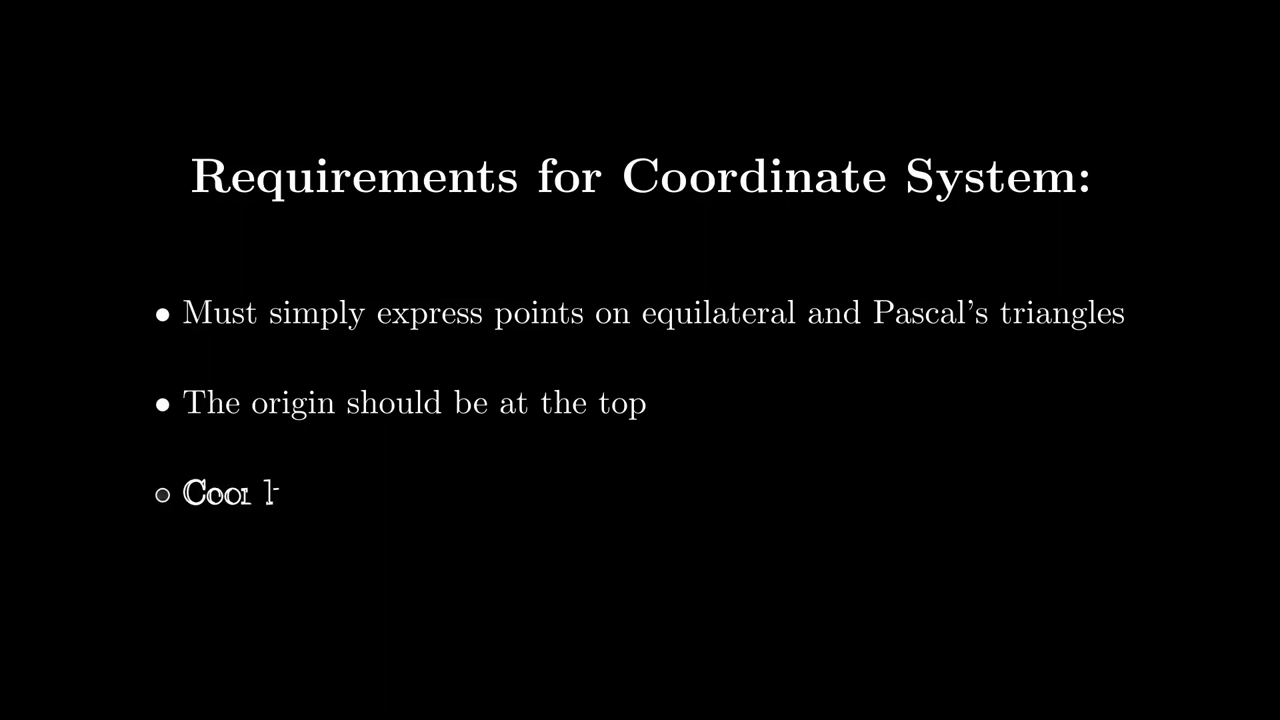 Requirements for Coordinate System:
• Must simply express points on equilateral and Pascal's triangles
• The origin should be at the top